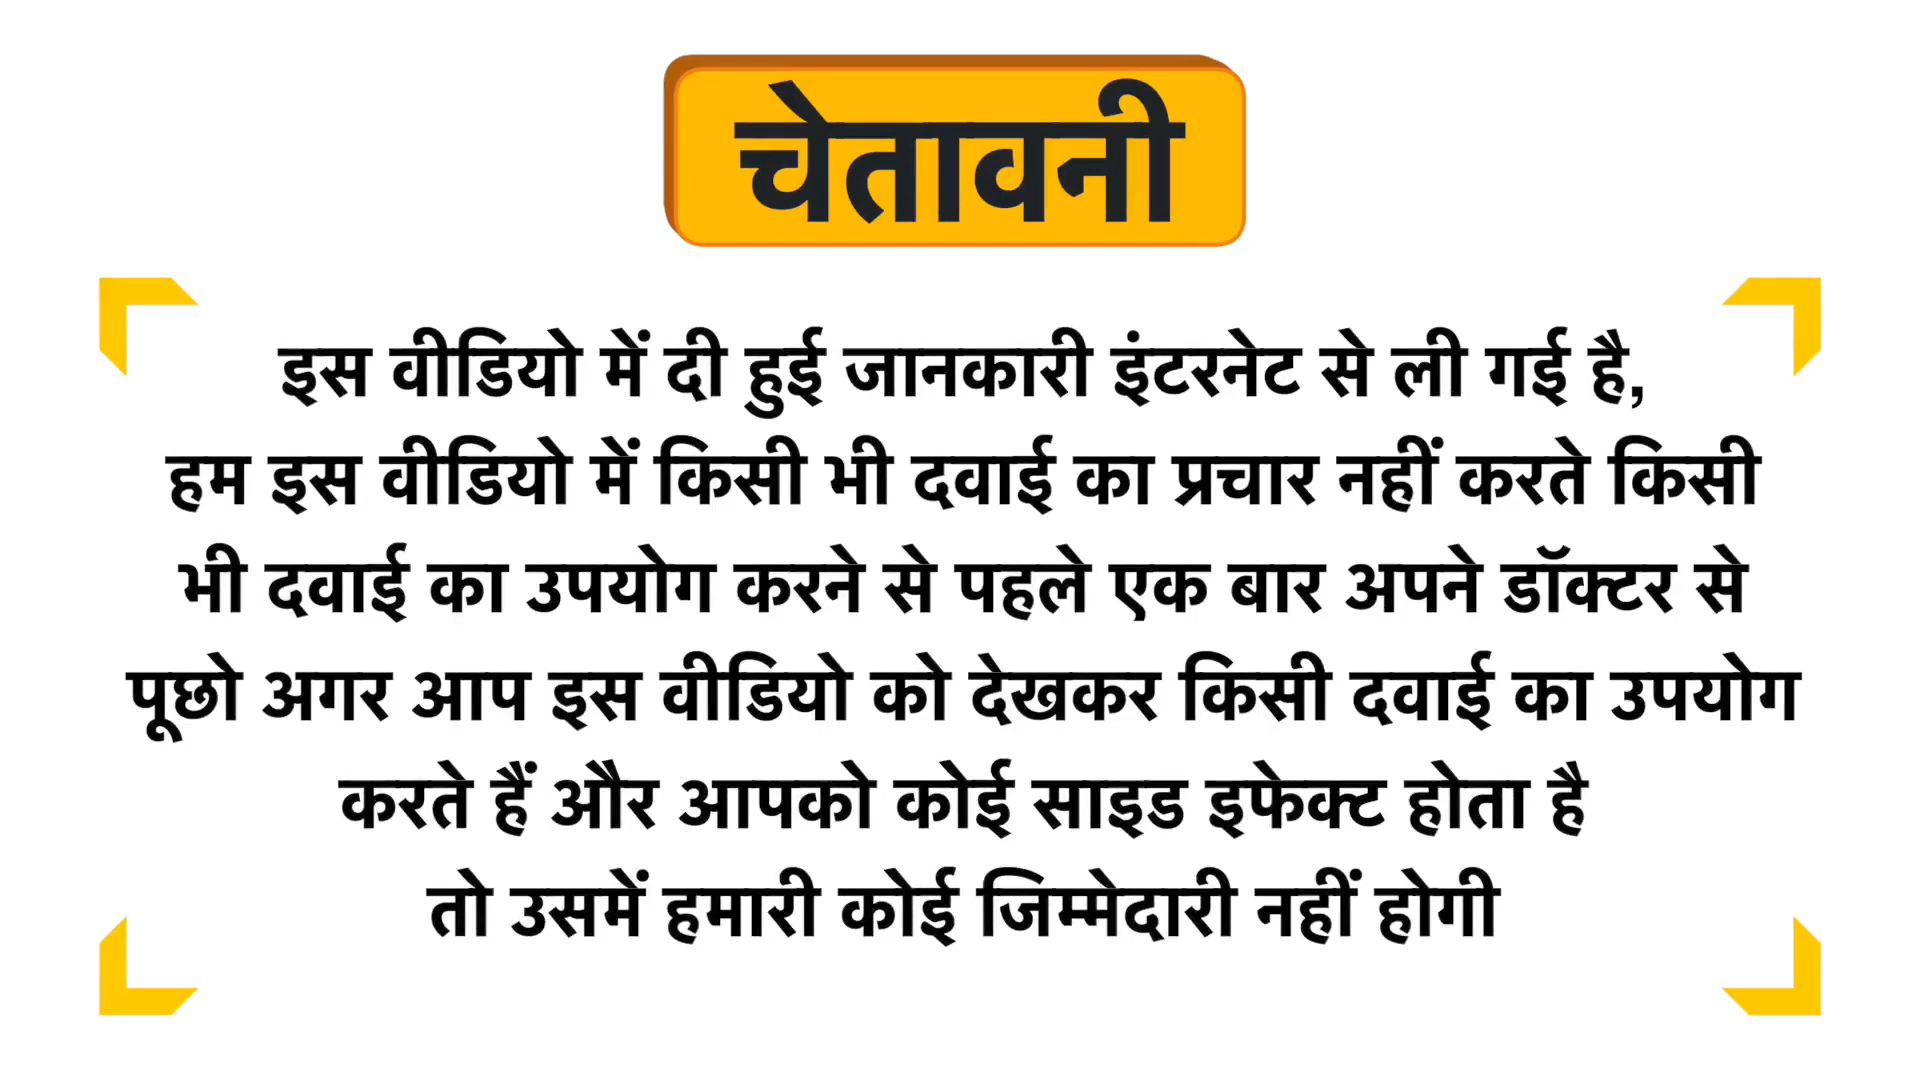 चेतावनी
इस वीडियो में दी हुई जानकारी इंटरनेट से ली गई है,
हम इस वीडियो में किसी भी दवाई का प्रचार नहीं करते किसी
भी दवाई का उपयोग करने से पहले एक बार अपने डॉक्टर से
पूछो अगर आप इस वीडियो को देखकर किसी दवाई का उपयोग
करते हैं और आपको कोई साइड इफेक्ट होता है
तो उसमें हमारी कोई जिम्मेदारी नहीं होगी